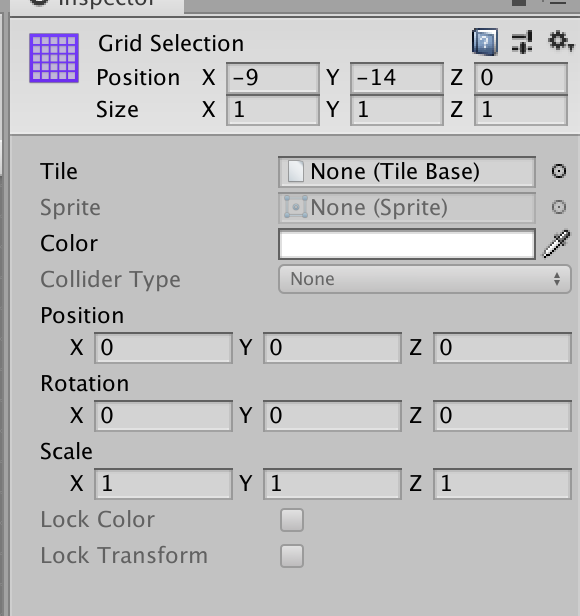 Inspector
Grid Selection
Position X -9 Y -14 Z 0
Size X 1 Y 1 Z 1
Tile None (Tile Base)
Sprite None (Sprite)
Color
Collider Type None
Position
X 0 Y 0 Z 0
Rotation
X 0 Y 0 Z 0
Scale
X 1 Y 1 Z 1
Lock Color
Lock Transform